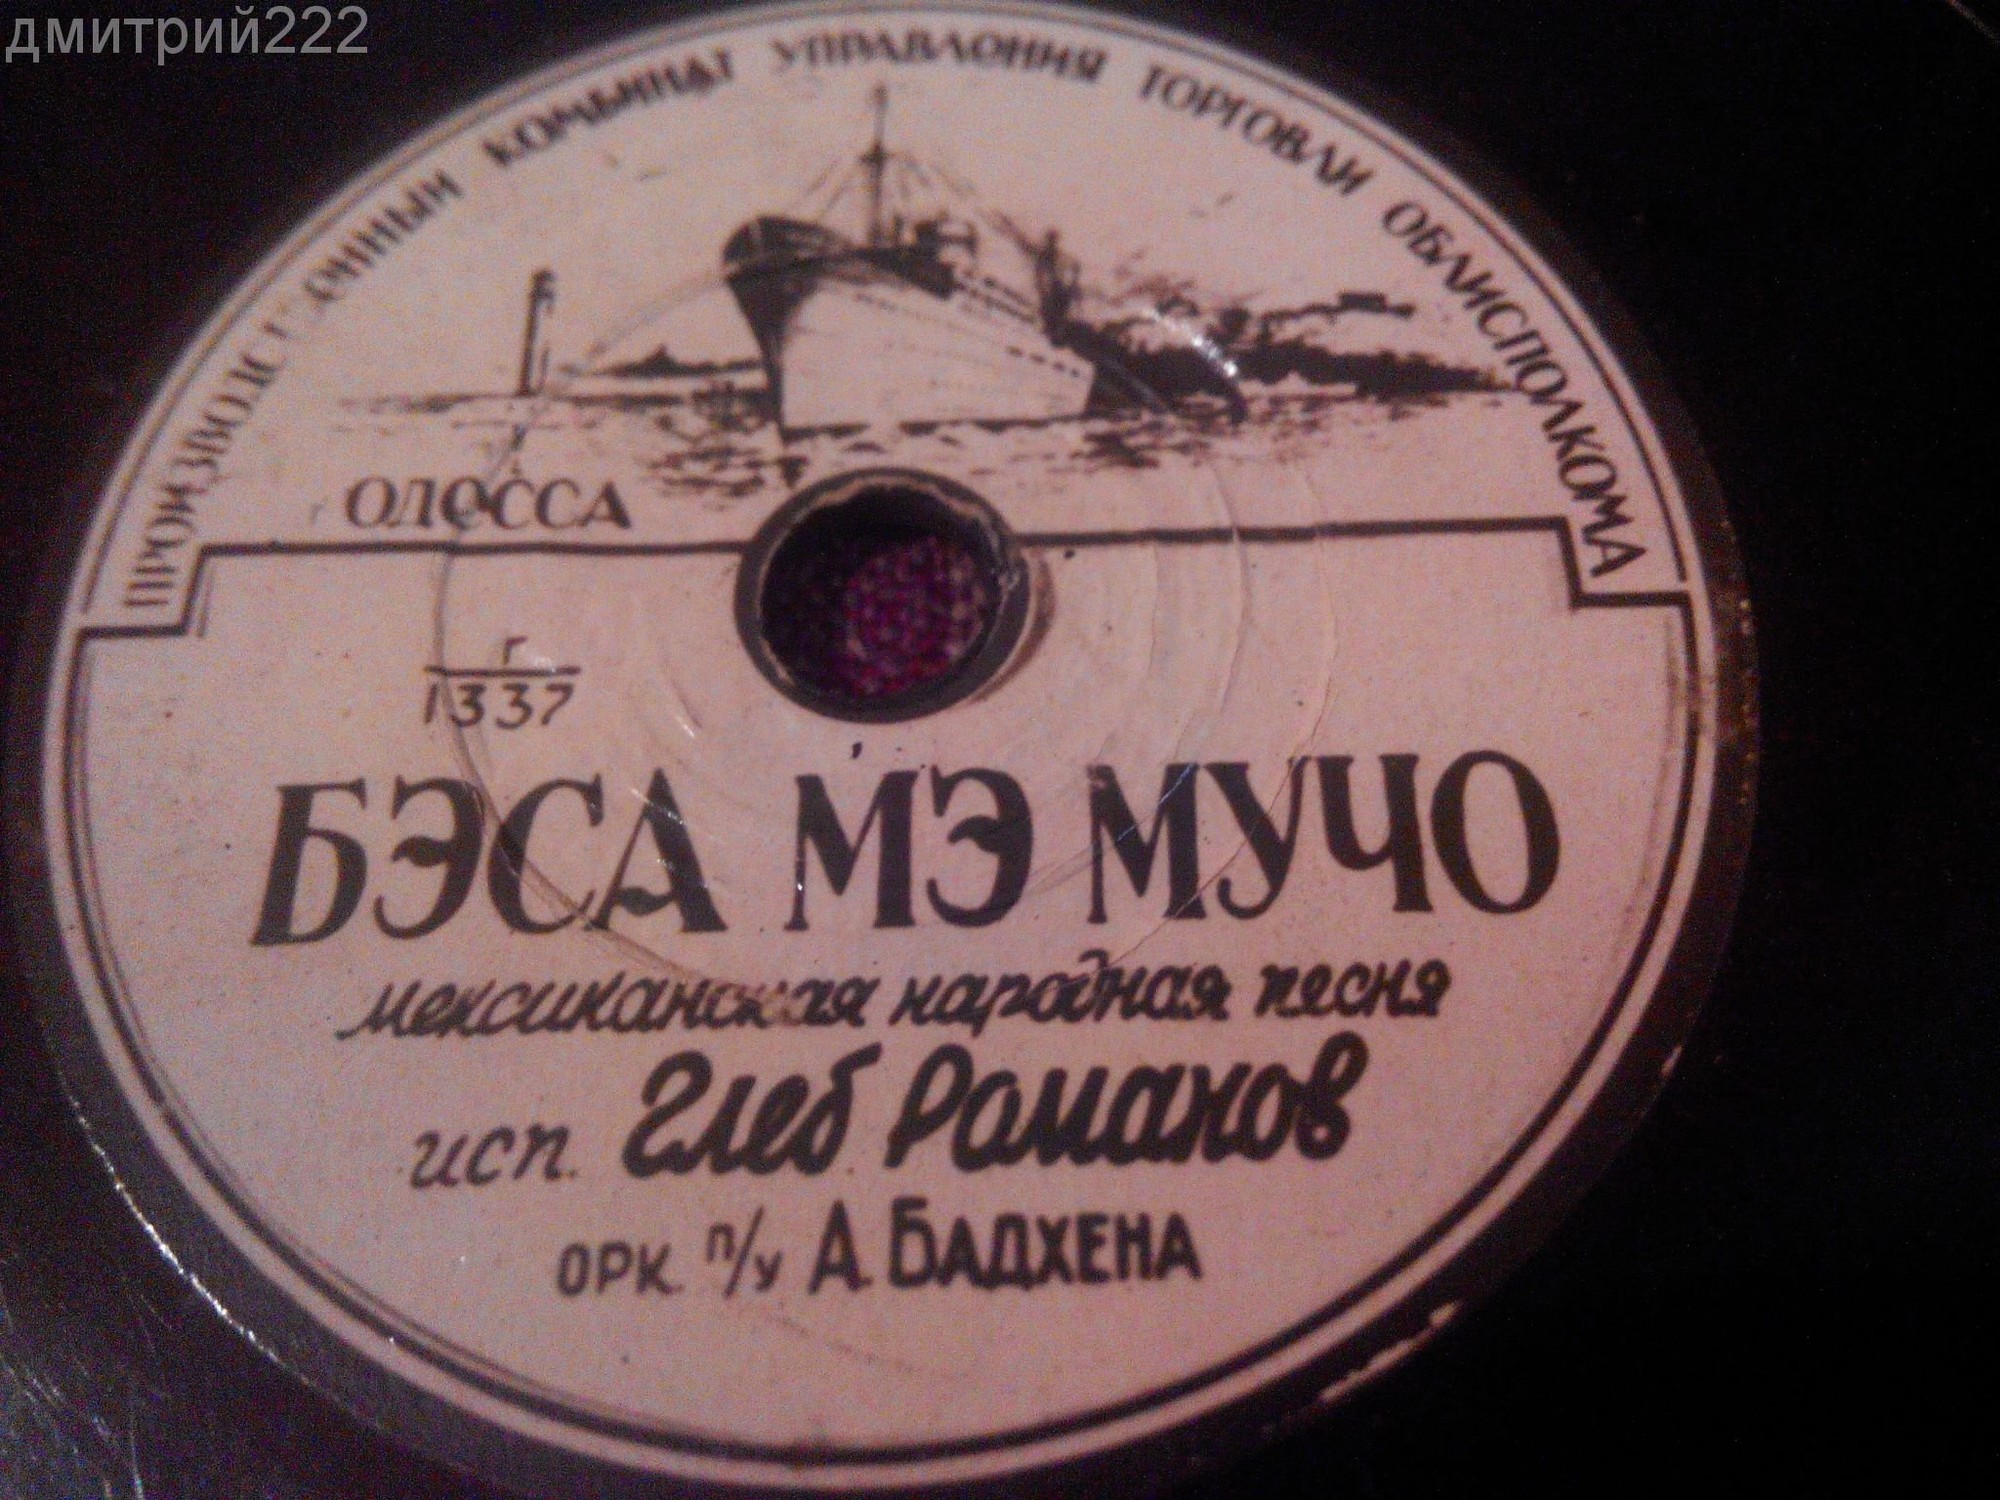 дмитрий222
ПРОИЗВОДСТВЕННЫЙ КОМБИНАТ УПРАВЛЕНИЯ ТОРГОВЛИ ОБЛИСПОЛКОМА
ОДЕССА
Г
1337
БЭСА МЭ МУЧО
мексиканская народная песня
исп. Глеб Романов
ОРК. П/У А. БАДХЕНА